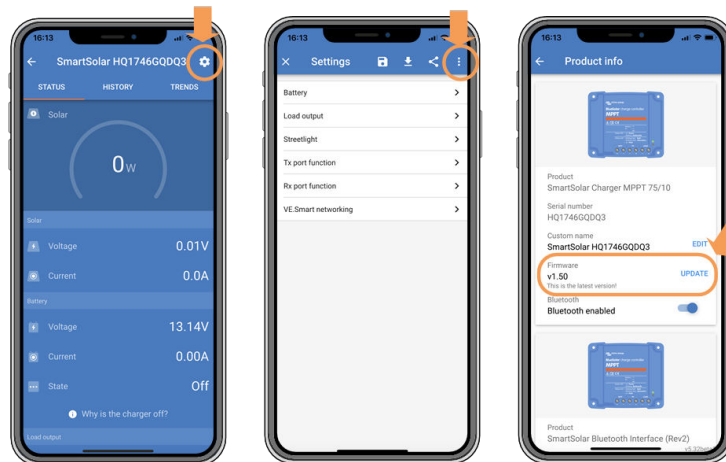 16:13
SmartSolar HQ1746GQDQ3
STATUS HISTORY TRENDS
Solar
0W
Solar
Voltage 0.01V
Current 0.0A
Battery
Voltage 13.14V
Current 0.00A
State Off
Why is the charger off?
Load output
16:13
Settings
Battery
Load output
Streetlight
Tx port function
Rx port function
VE.Smart networking
16:13
Product info
MPPT
Product
SmartSolar Charger MPPT 75/10
Serial number
HQ1746GQDQ3
Custom name
SmartSolar HQ1746GQDQ3 EDIT
Firmware
v1.50 UPDATE
This is the latest version!
Bluetooth
Bluetooth enabled
MPPT
Product
SmartSolar Bluetooth Interface (Rev2)